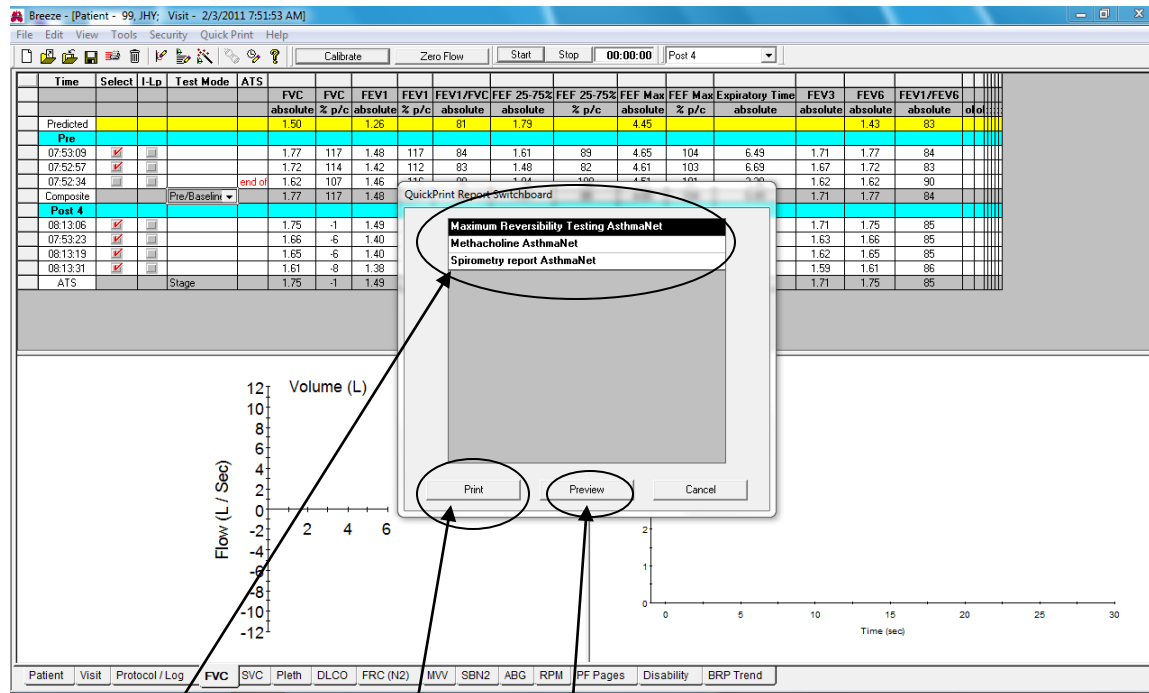 Breeze - [Patient - 99, JHY; Visit - 2/3/2011 7:51:53 AM]
File Edit View Tools Security Quick Print Help
Calibrate Zero Flow Start Stop 00:00:00 Post 4
Time Select I-Lp Test Mode ATS
FVC FVC FEV1 FEV1 FEV1/FVC FEF 25-75% FEF 25-75% FEF Max FEF Max Expiratory Time FEV3 FEV6 FEV1/FEV6
absolute % p/c absolute % p/c absolute absolute % p/c absolute % p/c absolute absolute absolute absolute
Predicted 1.50 1.26 81 1.79 4.45 1.43 83
Pre
07:53:09 1.77 117 1.48 117 84 1.61 89 4.65 104 6.49 1.71 1.77 84
07:52:57 1.72 114 1.42 112 83 1.48 82 4.61 103 6.69 1.67 1.72 83
07:52:34 end of 1.62 107 1.46 1.62 1.62 90
Composite Pre/Baseline 1.77 117 1.48 1.71 1.77 84
Post 4
08:13:06 1.75 -1 1.49 1.71 1.75 85
07:53:23 1.66 -6 1.40 1.63 1.66 85
08:13:19 1.65 -6 1.40 1.62 1.65 85
08:13:31 1.61 -8 1.38 1.59 1.61 86
ATS Stage 1.75 -1 1.49 1.71 1.75 85
QuickPrint Report Switchboard
Maximum Reversibility Testing AsthmaNet
Methacholine AsthmaNet
Spirometry report AsthmaNet
Print Preview Cancel
Volume (L)
Flow (L / Sec)
12
10
8
6
4
2
0
-2
-4
-6
-8
-10
-12
2 4 6
2
1
0
0 5 10 15 20 25 30
Time (sec)
Patient Visit Protocol / Log FVC SVC Pleth DLCO FRC (N2) MVV SBN2 ABG RPM PF Pages Disability BRP Trend